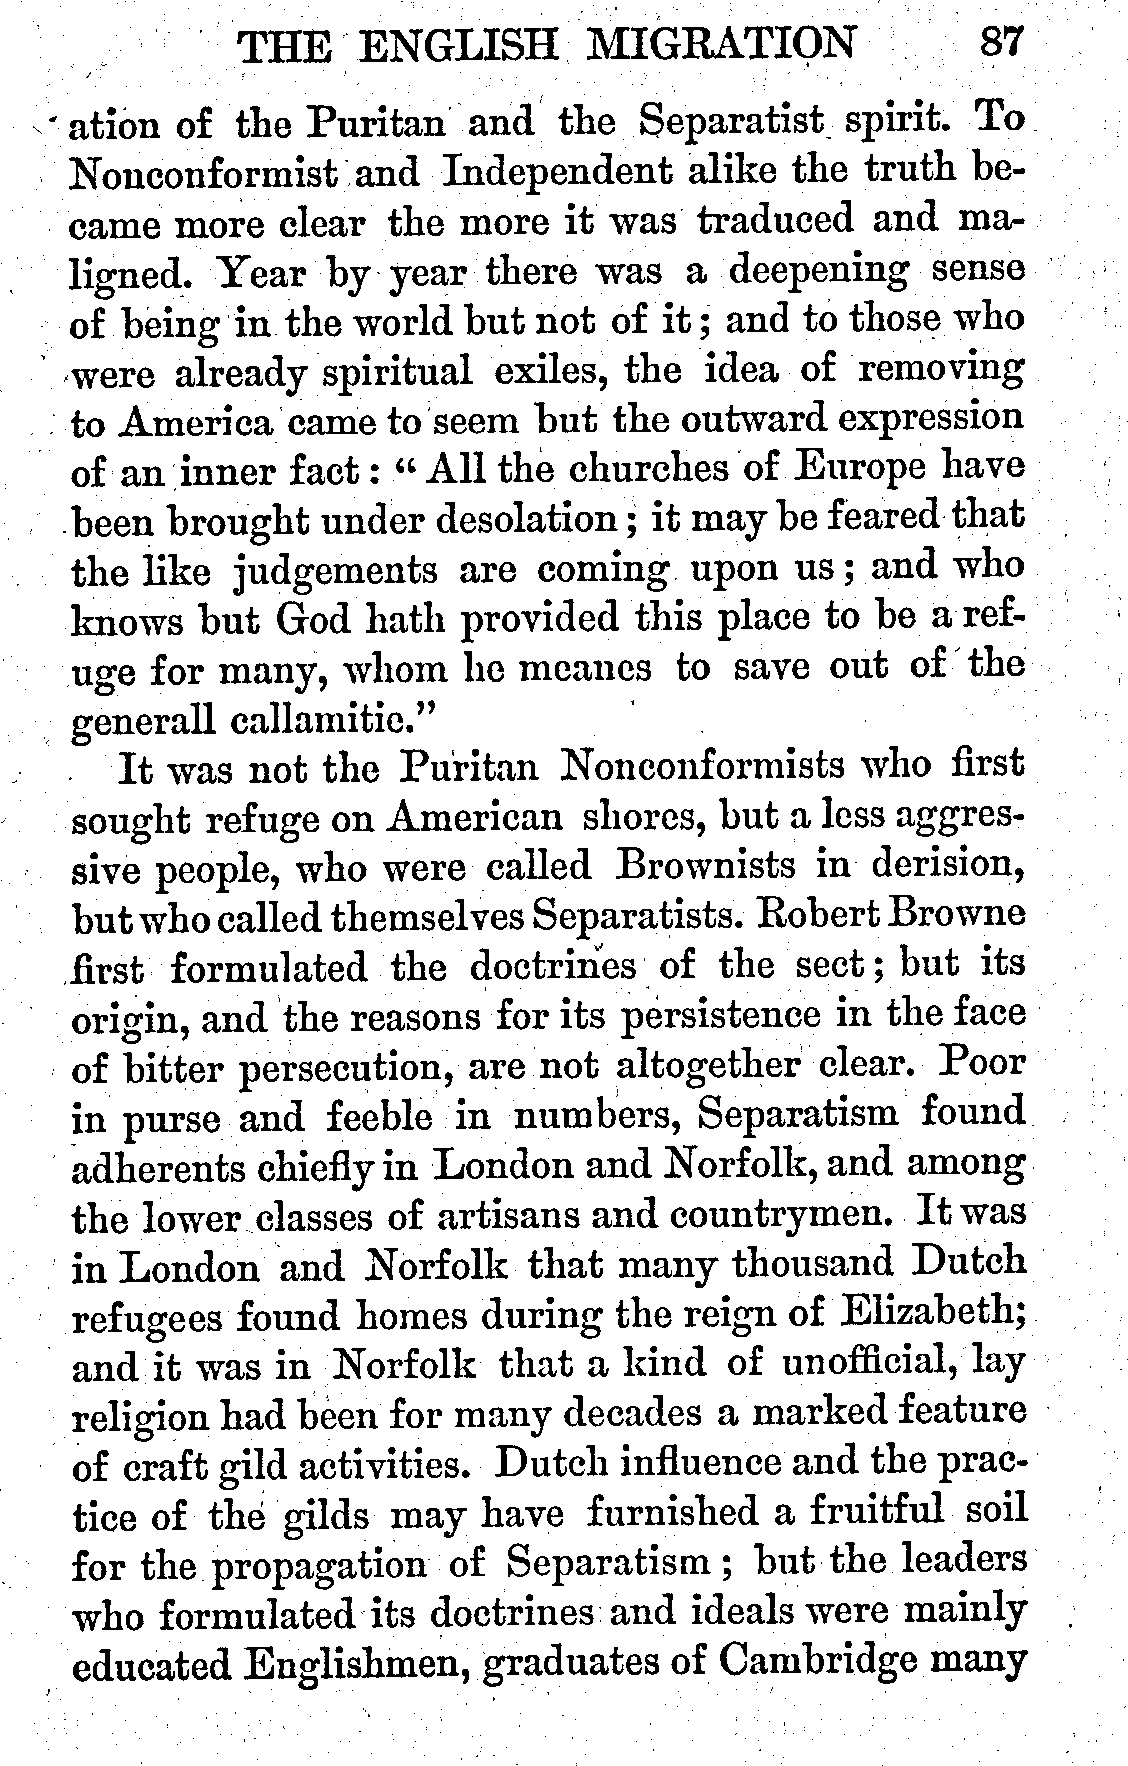 THE ENGLISH MIGRATION 87
ation of the Puritan and the Separatist spirit. To
Nonconformist and Independent alike the truth be-
came more clear the more it was traduced and ma-
ligned. Year by year there was a deepening sense
of being in the world but not of it; and to those who
were already spiritual exiles, the idea of removing
to America came to seem but the outward expression
of an inner fact: “All the churches of Europe have
been brought under desolation; it may be feared that
the like judgements are coming upon us; and who
knows but God hath provided this place to be a ref-
uge for many, whom he meanes to save out of the
generall callamitie.”
It was not the Puritan Nonconformists who first
sought refuge on American shores, but a less aggres-
sive people, who were called Brownists in derision,
but who called themselves Separatists. Robert Browne
first formulated the doctrines of the sect; but its
origin, and the reasons for its persistence in the face
of bitter persecution, are not altogether clear. Poor
in purse and feeble in numbers, Separatism found
adherents chiefly in London and Norfolk, and among
the lower classes of artisans and countrymen. It was
in London and Norfolk that many thousand Dutch
refugees found homes during the reign of Elizabeth;
and it was in Norfolk that a kind of unofficial, lay
religion had been for many decades a marked feature
of craft gild activities. Dutch influence and the prac-
tice of the gilds may have furnished a fruitful soil
for the propagation of Separatism; but the leaders
who formulated its doctrines and ideals were mainly
educated Englishmen, graduates of Cambridge many